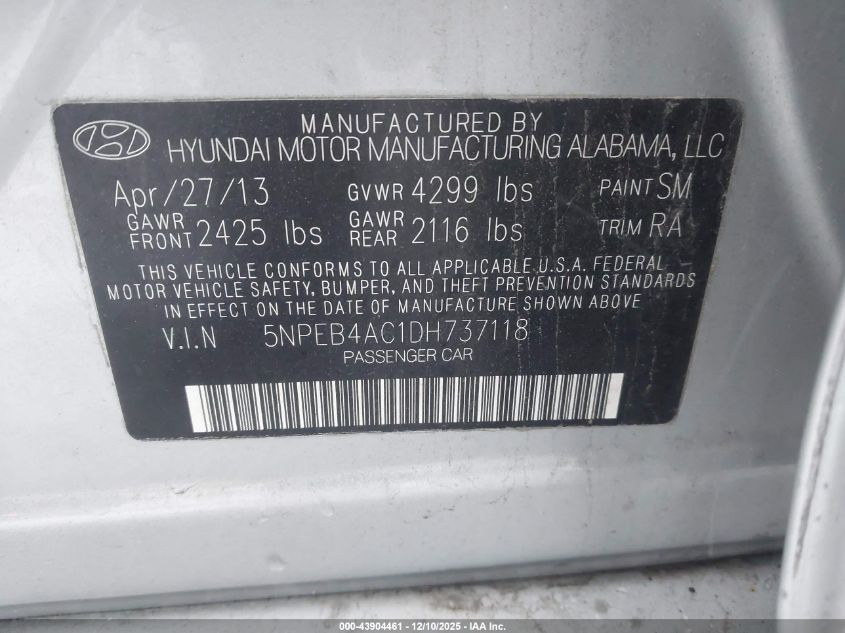 MANUFACTURED BY
HYUNDAI MOTOR MANUFACTURING ALABAMA, LLC
Apr/27/13 GVWR 4299 lbs PAINT SM
GAWR FRONT 2425 lbs GAWR REAR 2116 lbs TRIM RA
THIS VEHICLE CONFORMS TO ALL APPLICABLE U.S.A. FEDERAL
MOTOR VEHICLE SAFETY, BUMPER, AND THEFT PREVENTION STANDARDS
IN EFFECT ON THE DATE OF MANUFACTURE SHOWN ABOVE
V.I.N 5NPEB4AC1DH737118
PASSENGER CAR
000-43904461 - 12/10/2025 - IAA Inc.